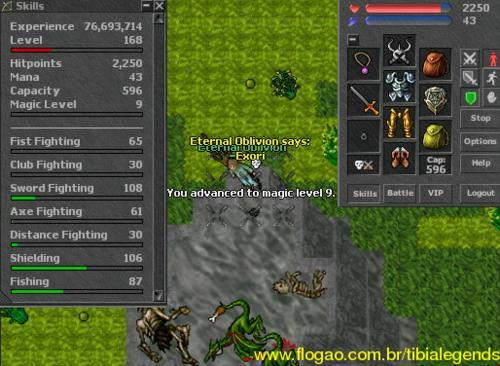 Skills
Experience 76,693,714
Level 168
Hitpoints 2,250
Mana 43
Capacity 596
Magic Level 9
Fist Fighting 65
Club Fighting 30
Sword Fighting 108
Axe Fighting 61
Distance Fighting 30
Shielding 106
Fishing 87
Eternal Oblivion says:
Exori
Eternal Oblivion
You advanced to magic level 9.
2250
43
Stop
Options
Help
Cap:
596
Skills Battle VIP Logout
www.flogao.com.br/tibialegends